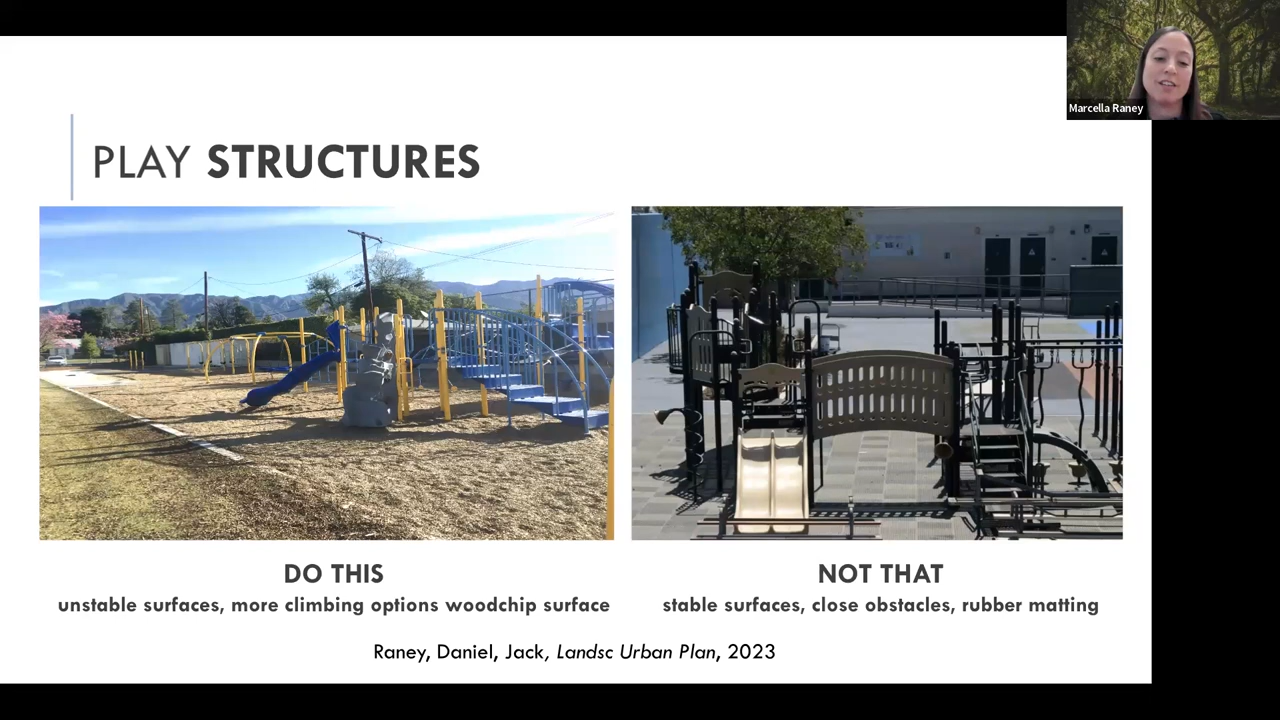 Marcella Raney
PLAY STRUCTURES
DO THIS
unstable surfaces, more climbing options woodchip surface
NOT THAT
stable surfaces, close obstacles, rubber matting
Raney, Daniel, Jack, Landsc Urban Plan, 2023